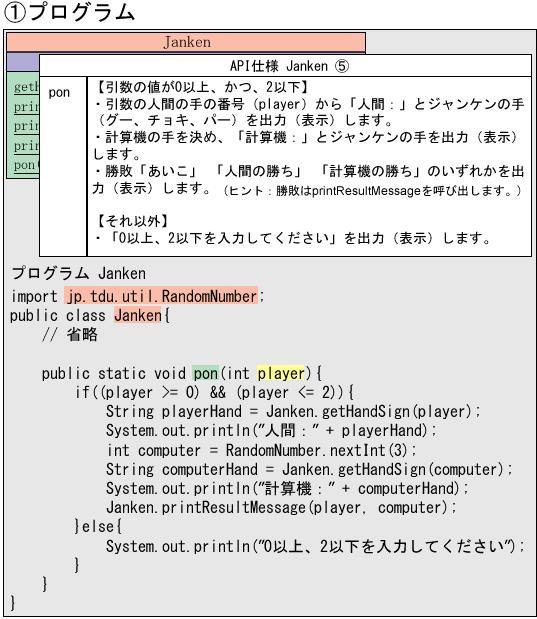 ①プログラム
Janken
API仕様 Janken ⑤
pon
【引数の値が0以上、かつ、2以下】
・引数の人間の手の番号（player）から「人間：」とジャンケンの手
（グー、チョキ、パー）を出力（表示）します。
・計算機の手を決め、「計算機：」とジャンケンの手を出力（表示）
します。
・勝敗「あいこ」　「人間の勝ち」　「計算機の勝ち」のいずれかを出
力（表示）します。（ヒント：勝敗はprintResultMessageを呼び出します。）
【それ以外】
・「0以上、2以下を入力してください」を出力（表示）します。
prin
prin
prin
pon(
プログラム Janken
import jp.tdu.util.RandomNumber;
public class Janken{
// 省略
public static void pon(int player){
if((player >= 0) && (player <= 2)){
String playerHand = Janken.getHandSign(player);
System.out.println("人間：" + playerHand);
int computer = RandomNumber.nextInt(3);
String computerHand = Janken.getHandSign(computer);
System.out.println("計算機：" + computerHand);
Janken.printResultMessage(player, computer);
}else{
System.out.println("0以上、2以下を入力してください");
}
}
}